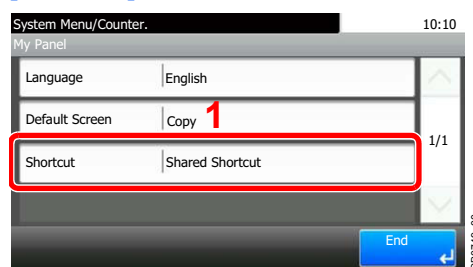 System Menu/Counter. 10:10
My Panel
Language English
Default Screen Copy 1
1/1
Shortcut Shared Shortcut
End